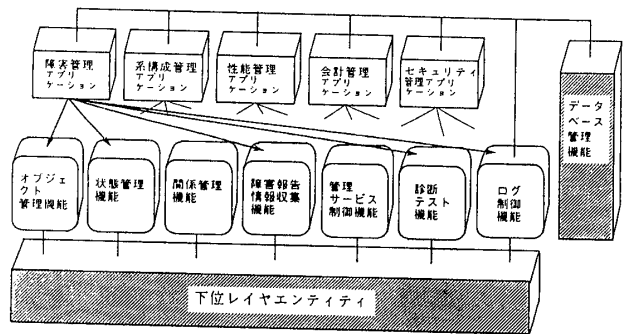 障害管理
アプリ
ケーション
系構成管理
アプリ
ケーション
性能管理
アプリ
ケーション
会計管理
アプリ
ケーション
セキュリティ
管理アプリ
ケーション
データ
ベース
管理
機能
オブジェ
クト
管理機能
状態管理
機能
関係管理
機能
障害報告
情報収集
機能
管理
サービス
制御機能
診断
テスト
機能
ログ
制御機能
下位レイヤエンティティ